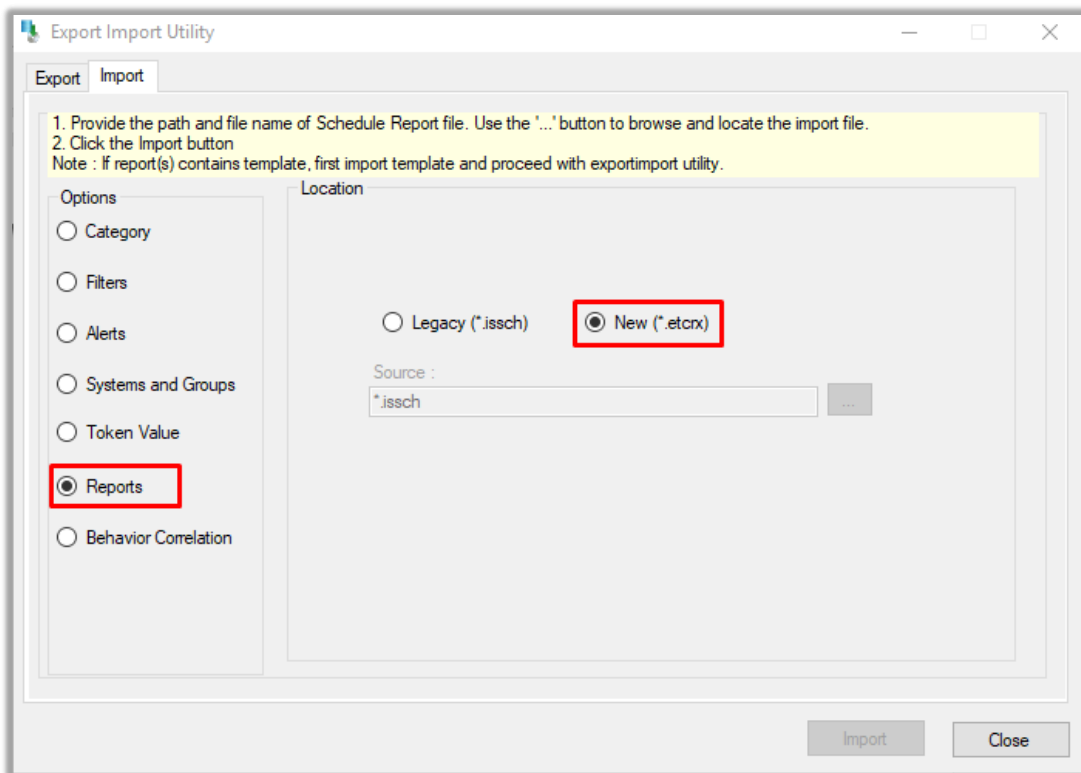 Export Import Utility
Export
Import
1. Provide the path and file name of Schedule Report file. Use the '...' button to browse and locate the import file.
2. Click the Import button
Note : If report(s) contains template, first import template and proceed with exportimport utility.
Options
Location
Category
Filters
Alerts
Systems and Groups
Token Value
Reports
Behavior Correlation
Legacy (*.issch)
New (*.etcrx)
Source :
*.issch
...
Import
Close